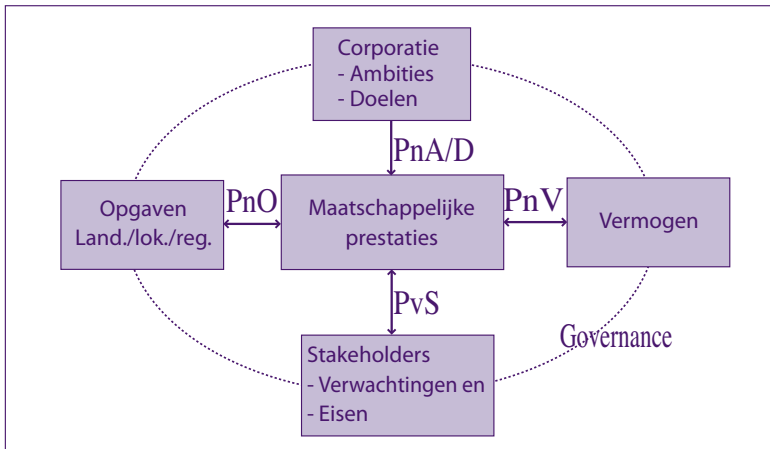 Corporatie
- Ambities
- Doelen
PnA/D
Opgaven
Land./lok./reg.
PnO
Maatschappelijke
prestaties
PnV
Vermogen
PvS
Governance
Stakeholders
- Verwachtingen en
- Eisen